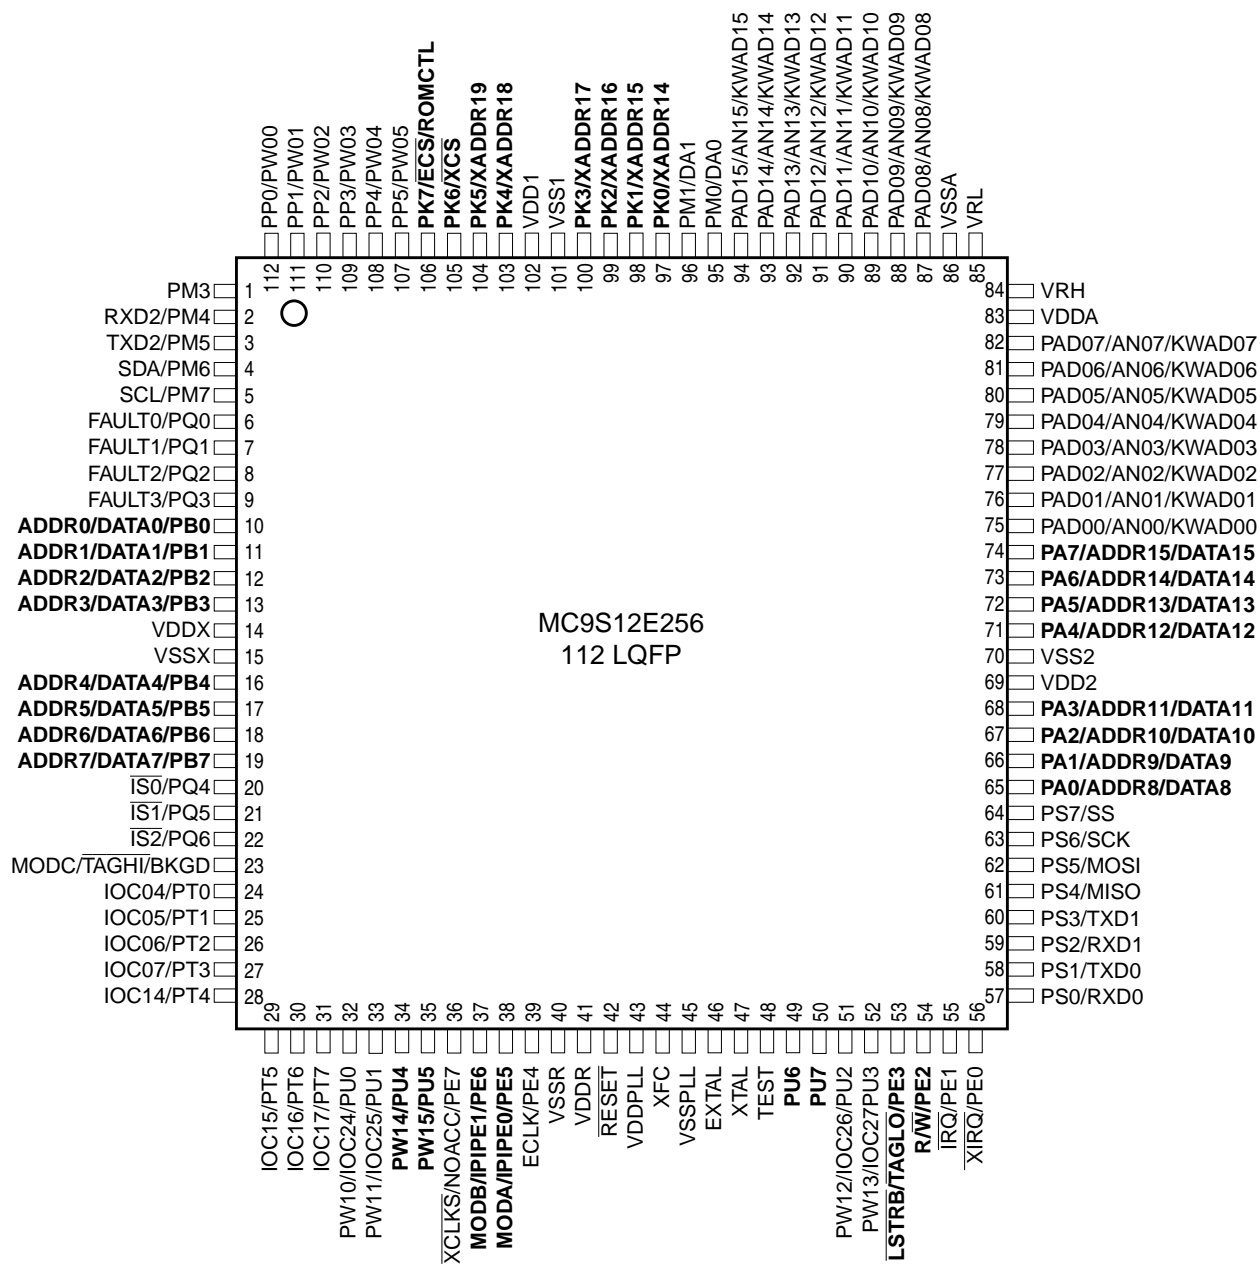 PP0/PW00
PP1/PW01
PP2/PW02
PP3/PW03
PP4/PW04
PP5/PW05
PK7/ECS/ROMCTL
PK6/XCS
PK5/XADDR19
PK4/XADDR18
VDD1
VSS1
PK3/XADDR17
PK2/XADDR16
PK1/XADDR15
PK0/XADDR14
PM1/DA1
PM0/DA0
PAD15/AN15/KWAD15
PAD14/AN14/KWAD14
PAD13/AN13/KWAD13
PAD12/AN12/KWAD12
PAD11/AN11/KWAD11
PAD10/AN10/KWAD10
PAD09/AN09/KWAD09
PAD08/AN08/KWAD08
VSSA
VRL
112
111
110
109
108
107
106
105
104
103
102
101
100
99
98
97
96
95
94
93
92
91
90
89
88
87
86
85
PM3 1
RXD2/PM4 2
TXD2/PM5 3
SDA/PM6 4
SCL/PM7 5
FAULT0/PQ0 6
FAULT1/PQ1 7
FAULT2/PQ2 8
FAULT3/PQ3 9
ADDR0/DATA0/PB0 10
ADDR1/DATA1/PB1 11
ADDR2/DATA2/PB2 12
ADDR3/DATA3/PB3 13
VDDX 14
VSSX 15
ADDR4/DATA4/PB4 16
ADDR5/DATA5/PB5 17
ADDR6/DATA6/PB6 18
ADDR7/DATA7/PB7 19
IS0/PQ4 20
IS1/PQ5 21
IS2/PQ6 22
MODC/TAGHI/BKGD 23
IOC04/PT0 24
IOC05/PT1 25
IOC06/PT2 26
IOC07/PT3 27
IOC14/PT4 28
MC9S12E256
112 LQFP
84 VRH
83 VDDA
82 PAD07/AN07/KWAD07
81 PAD06/AN06/KWAD06
80 PAD05/AN05/KWAD05
79 PAD04/AN04/KWAD04
78 PAD03/AN03/KWAD03
77 PAD02/AN02/KWAD02
76 PAD01/AN01/KWAD01
75 PAD00/AN00/KWAD00
74 PA7/ADDR15/DATA15
73 PA6/ADDR14/DATA14
72 PA5/ADDR13/DATA13
71 PA4/ADDR12/DATA12
70 VSS2
69 VDD2
68 PA3/ADDR11/DATA11
67 PA2/ADDR10/DATA10
66 PA1/ADDR9/DATA9
65 PA0/ADDR8/DATA8
64 PS7/SS
63 PS6/SCK
62 PS5/MOSI
61 PS4/MISO
60 PS3/TXD1
59 PS2/RXD1
58 PS1/TXD0
57 PS0/RXD0
29
30
31
32
33
34
35
36
37
38
39
40
41
42
43
44
45
46
47
48
49
50
51
52
53
54
55
56
IOC15/PT5
IOC16/PT6
IOC17/PT7
PW10/IOC24/PU0
PW11/IOC25/PU1
PW14/PU4
PW15/PU5
XCLKS/NOACC/PE7
MODB/IPIPE1/PE6
MODA/IPIPE0/PE5
ECLK/PE4
VSSR
VDDR
RESET
VDDPLL
XFC
VSSPLL
EXTAL
XTAL
TEST
PU6
PU7
PW12/IOC26/PU2
PW13/IOC27PU3
LSTRB/TAGLO/PE3
R/W/PE2
IRQ/PE1
XIRQ/PE0